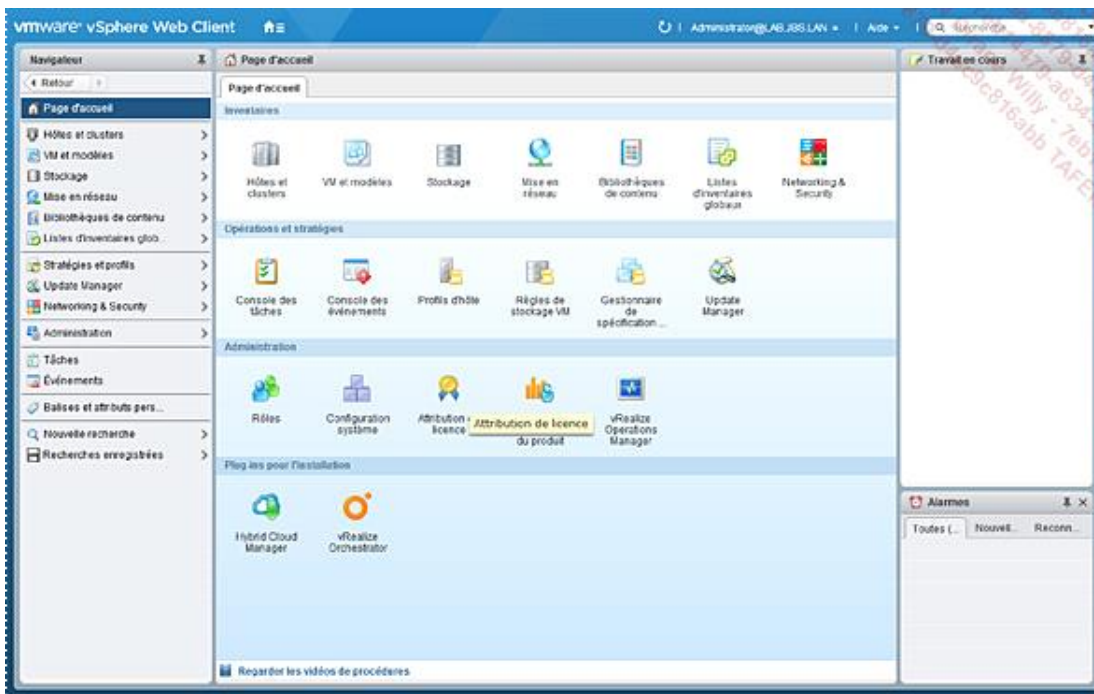 vmware vSphere Web Client
Administrator@LAB.JBS.LAN
Aide
Navigateur
Retour
Page d'accueil
Hôtes et clusters
VM et modèles
Stockage
Mise en réseau
Bibliothèques de contenu
Listes d'inventaires glob...
Stratégies et profils
Update Manager
Networking & Security
Administration
Tâches
Événements
Balises et attributs pers...
Nouvelle recherche
Recherches enregistrées
Page d'accueil
Page d'accueil
Inventaires
Hôtes et clusters
VM et modèles
Stockage
Mise en réseau
Bibliothèques de contenu
Listes d'inventaires globaux
Networking & Security
Opérations et stratégies
Console des tâches
Console des événements
Profils d'hôte
Règles de stockage VM
Gestionnaire de spécification ...
Update Manager
Administration
Rôles
Configuration système
Attribution
licence
Attribution de licence
du produit
vRealize Operations Manager
Plug-ins pour l'installation
Hybrid Cloud Manager
vRealize Orchestrator
Regarder les vidéos de procédures
Travail en cours
Alarmes
Toutes (...
Nouvell...
Reconn...